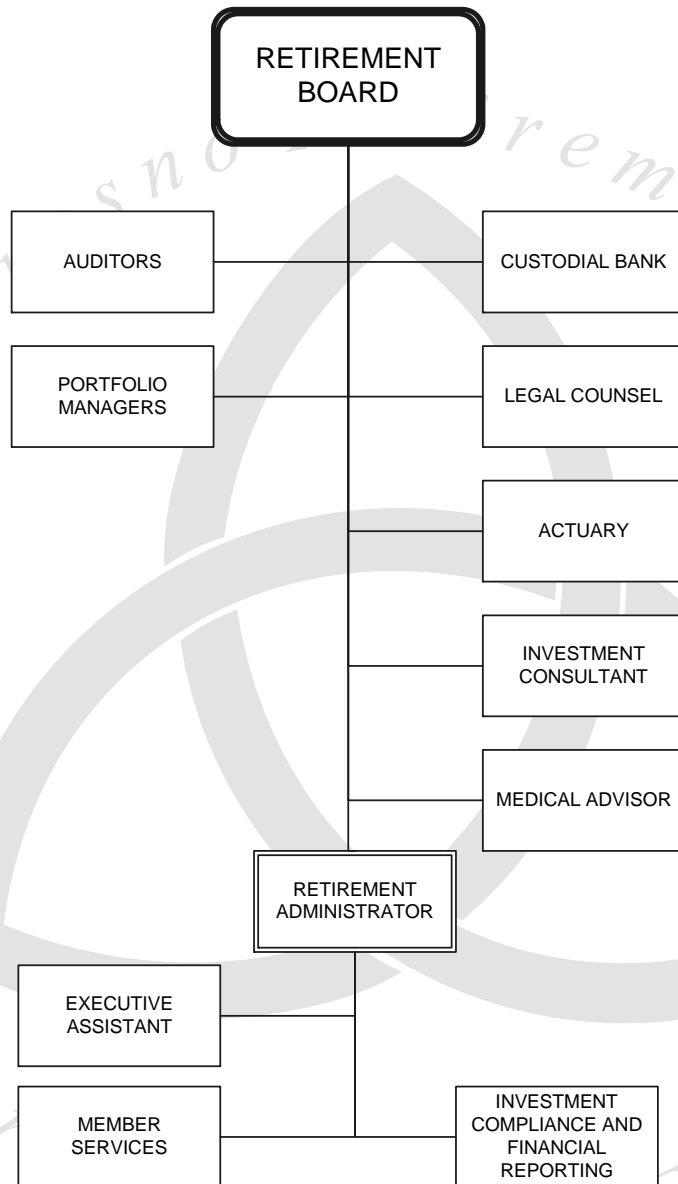 RETIREMENT
BOARD
AUDITORS
CUSTODIAL BANK
PORTFOLIO
MANAGERS
LEGAL COUNSEL
ACTUARY
INVESTMENT
CONSULTANT
MEDICAL ADVISOR
RETIREMENT
ADMINISTRATOR
EXECUTIVE
ASSISTANT
MEMBER
SERVICES
INVESTMENT
COMPLIANCE AND
FINANCIAL
REPORTING